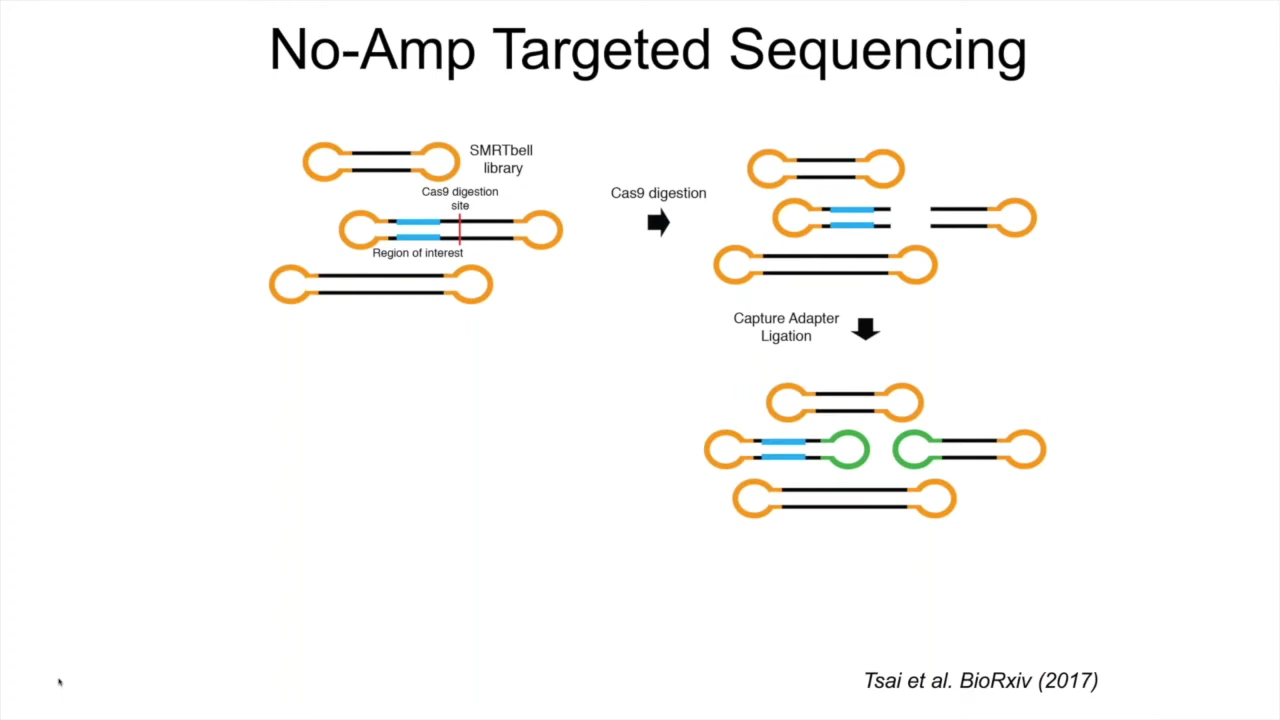 No-Amp Targeted Sequencing
SMRTbell
library
Cas9 digestion
site
Region of interest
Cas9 digestion
Capture Adapter
Ligation
Tsai et al. BioRxiv (2017)